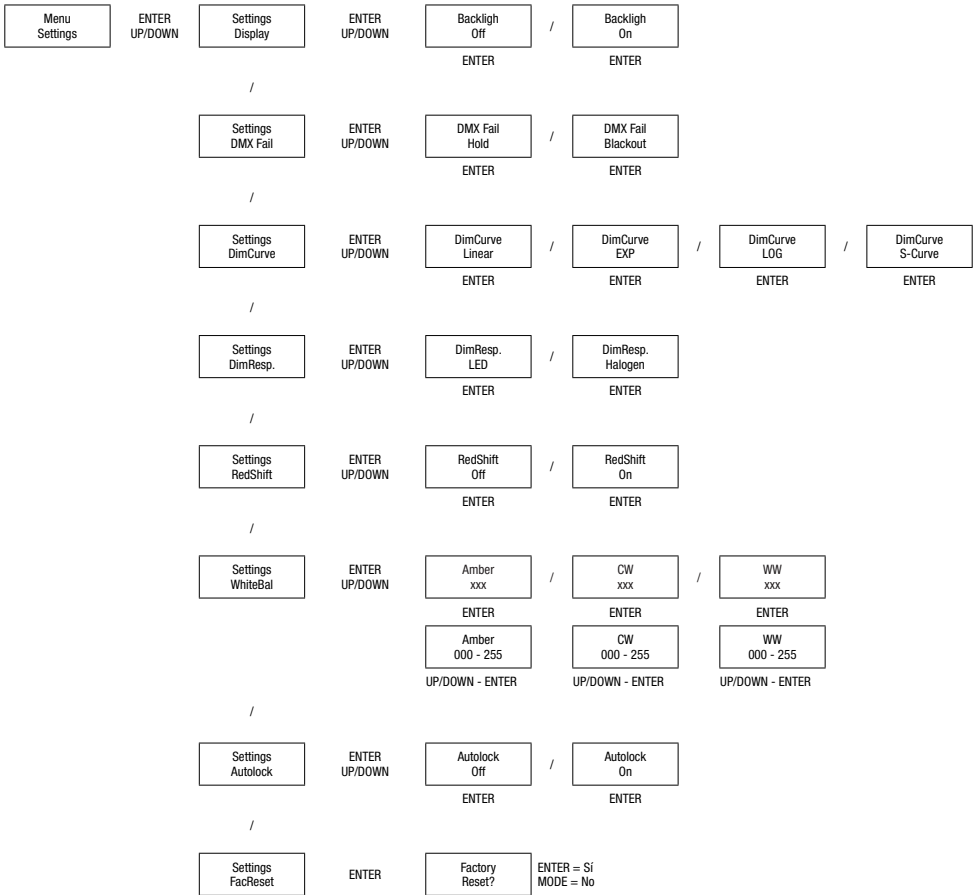 Menu
Settings
ENTER
UP/DOWN
Settings
Display
ENTER
UP/DOWN
Backligh
Off
/
Backligh
On
ENTER
ENTER
/
Settings
DMX Fail
ENTER
UP/DOWN
DMX Fail
Hold
/
DMX Fail
Blackout
ENTER
ENTER
/
Settings
DimCurve
ENTER
UP/DOWN
DimCurve
Linear
/
DimCurve
EXP
/
DimCurve
LOG
/
DimCurve
S-Curve
ENTER
ENTER
ENTER
ENTER
/
Settings
DimResp.
ENTER
UP/DOWN
DimResp.
LED
/
DimResp.
Halogen
ENTER
ENTER
/
Settings
RedShift
ENTER
UP/DOWN
RedShift
Off
/
RedShift
On
ENTER
ENTER
/
Settings
WhiteBal
ENTER
UP/DOWN
Amber
xxx
/
CW
xxx
/
WW
xxx
ENTER
ENTER
ENTER
Amber
000 - 255
CW
000 - 255
WW
000 - 255
UP/DOWN - ENTER
UP/DOWN - ENTER
UP/DOWN - ENTER
/
Settings
Autolock
ENTER
UP/DOWN
Autolock
Off
/
Autolock
On
ENTER
ENTER
/
Settings
FacReset
ENTER
Factory
Reset?
ENTER = Sí
MODE = No